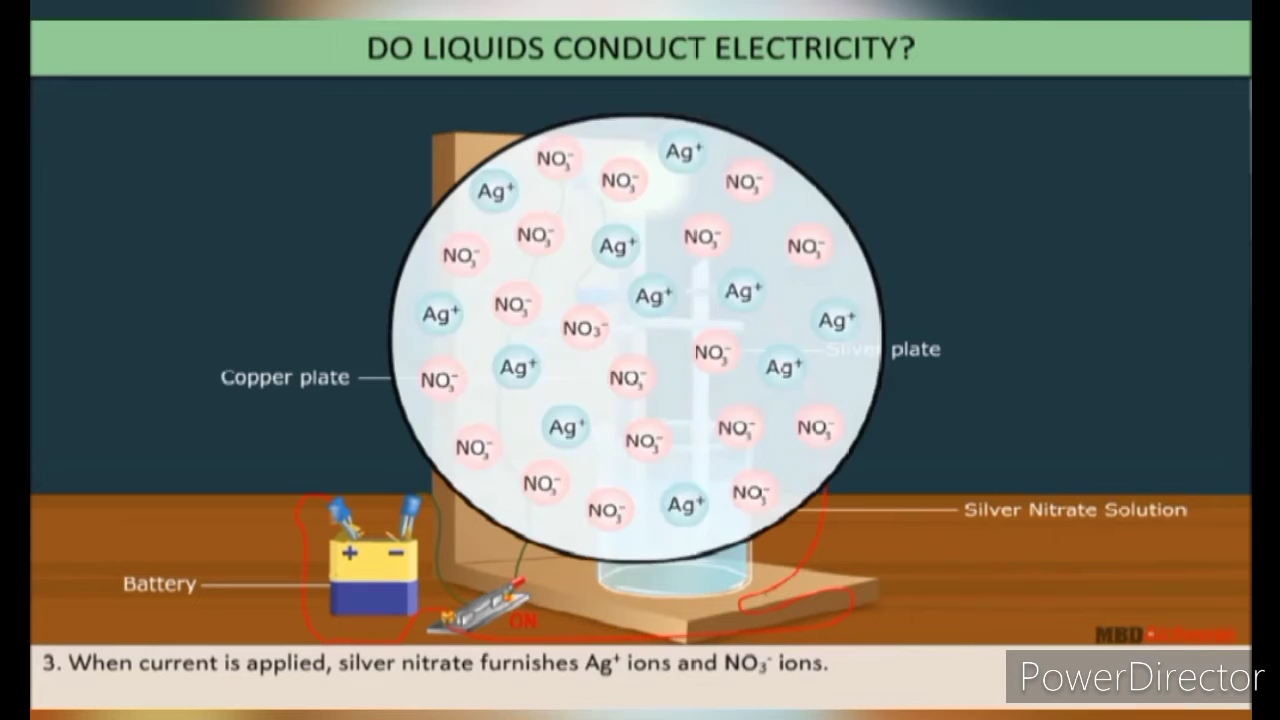 DO LIQUIDS CONDUCT ELECTRICITY?
NO₃⁻
Ag⁺
NO₃⁻
NO₃⁻
Ag⁺
NO₃⁻
NO₃⁻
Ag⁺
NO₃⁻
NO₃⁻
NO₃⁻
Ag⁺
Ag⁺
Ag⁺
NO₃⁻
NO₃⁻
Ag⁺
Silver plate
NO₃⁻
Copper plate
NO₃⁻
Ag⁺
NO₃⁻
Ag⁺
Ag⁺
NO₃⁻
NO₃⁻
NO₃⁻
NO₃⁻
NO₃⁻
NO₃⁻
NO₃⁻
Ag⁺
Silver Nitrate Solution
+ −
Battery
ON
MBD
3. When current is applied, silver nitrate furnishes Ag⁺ ions and NO₃⁻ ions.
PowerDirector